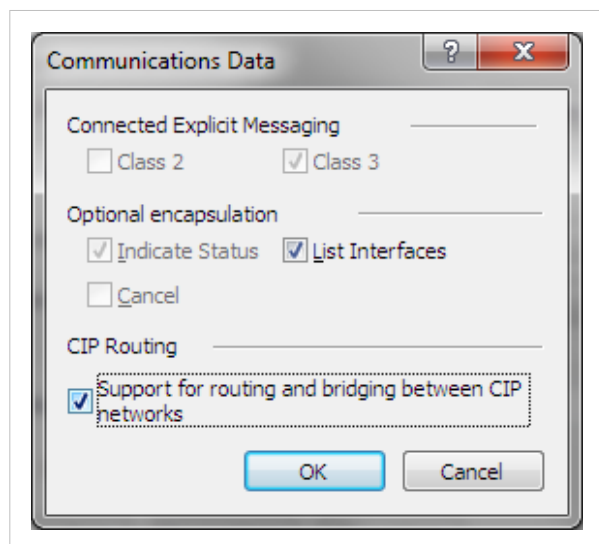 Communications Data
?
Connected Explicit Messaging
Class 2 Class 3
Optional encapsulation
Indicate Status List Interfaces
Cancel
CIP Routing
Support for routing and bridging between CIP
networks
OK Cancel